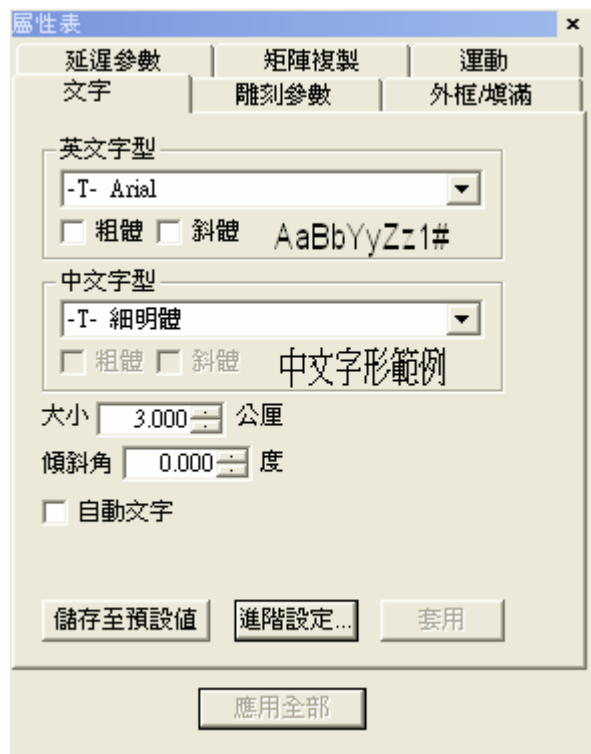 屬性表
延遲參數 矩陣複製 運動
文字 雕刻參數 外框/填滿
英文字型
-T- Arial
粗體 斜體 AaBbYyZz1#
中文字型
-T- 細明體
粗體 斜體 中文字形範例
大小 3.000 公厘
傾斜角 0.000 度
自動文字
儲存至預設值 進階設定... 套用
應用全部